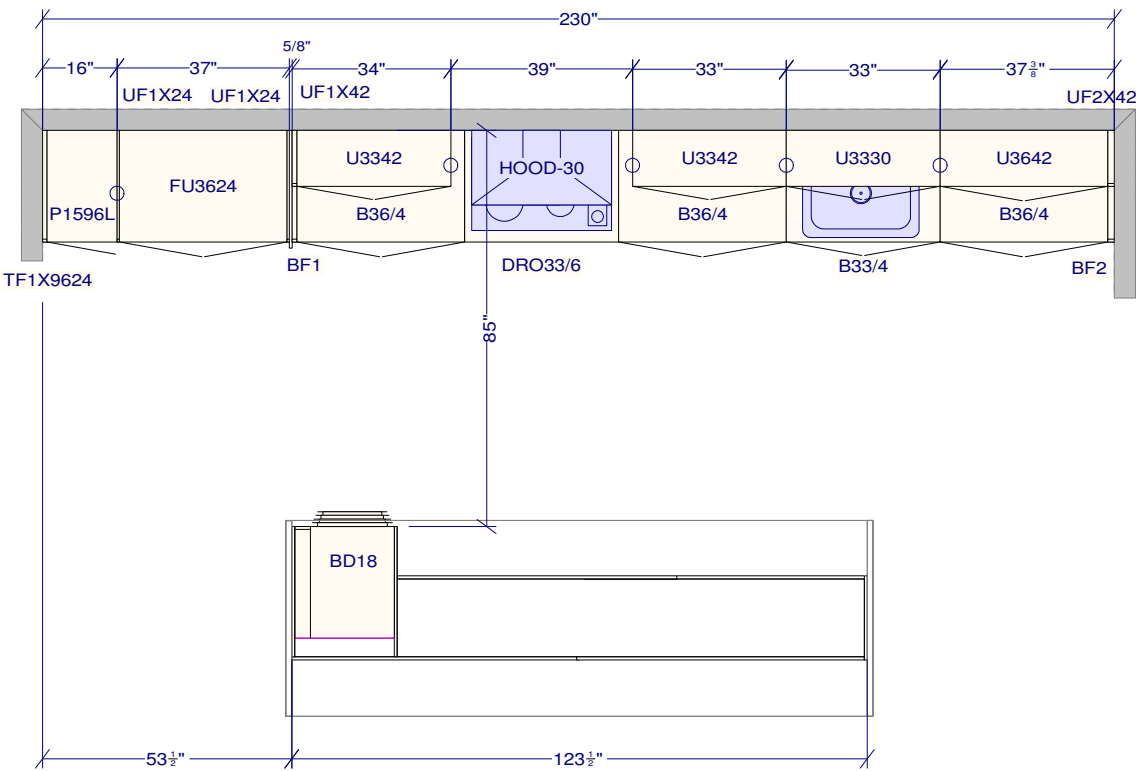 230"
5/8"
16" 37" 34" 39" 33" 33" 37 3/8"
UF1X24 UF1X24 UF1X42 UF2X42
U3342 HOOD-30 U3342 U3330 U3642
FU3624
P1596L B36/4 B36/4 B36/4
BF1 DRO33/6 B33/4 BF2
TF1X9624
85"
BD18
53 1/2" 123 1/2"